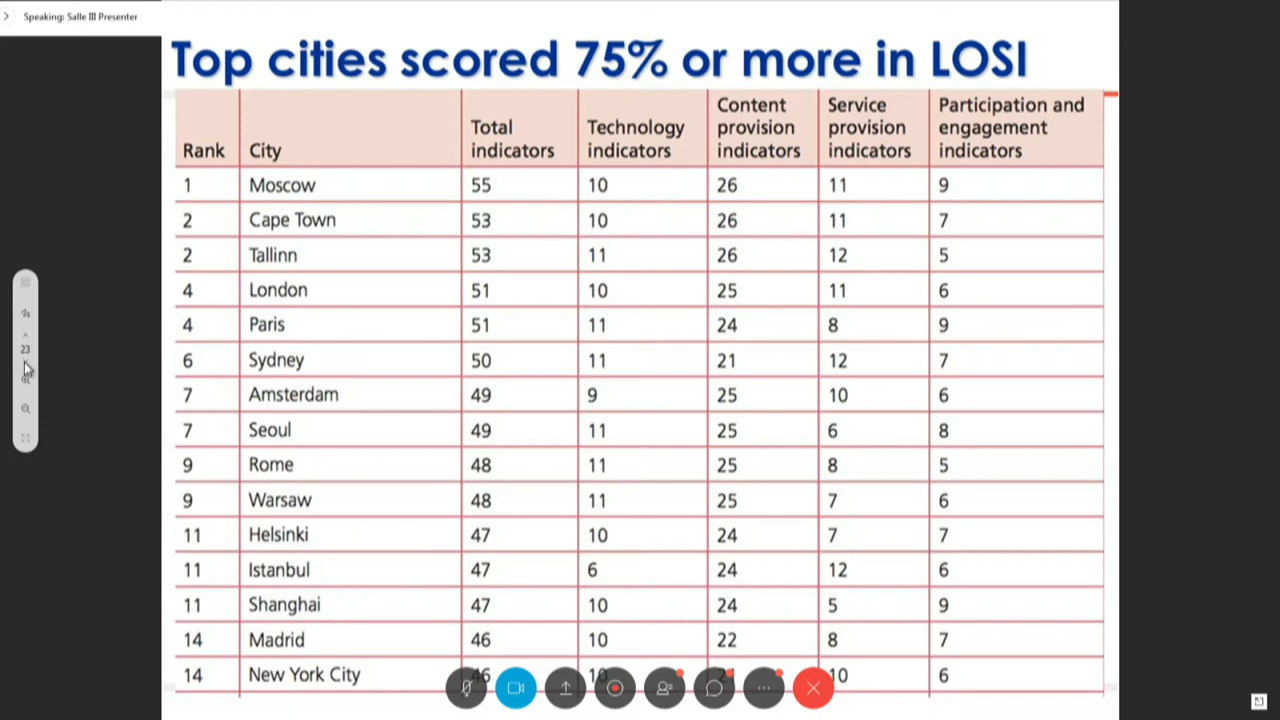 Speaking: Salle III Presenter
Top cities scored 75% or more in LOSI
Rank City Total indicators Technology indicators Content provision indicators Service provision indicators Participation and engagement indicators
1 Moscow 55 10 26 11 9
2 Cape Town 53 10 26 11 7
2 Tallinn 53 11 26 12 5
4 London 51 10 25 11 6
4 Paris 51 11 24 8 9
6 Sydney 50 11 21 12 7
7 Amsterdam 49 9 25 10 6
7 Seoul 49 11 25 6 8
9 Rome 48 11 25 8 5
9 Warsaw 48 11 25 7 6
11 Helsinki 47 10 24 7 7
11 Istanbul 47 6 24 12 6
11 Shanghai 47 10 24 5 9
14 Madrid 46 10 22 8 7
14 New York City 46 10 10 6
23